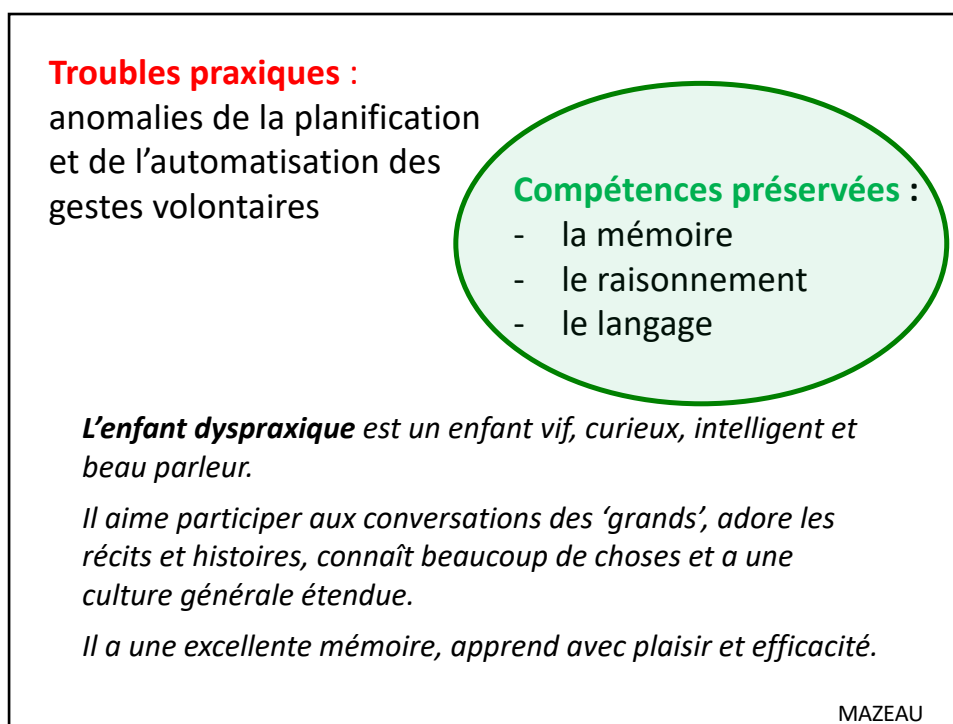 Troubles praxiques :
anomalies de la planification
et de l’automatisation des
gestes volontaires
Compétences préservées :
- la mémoire
- le raisonnement
- le langage
L’enfant dyspraxique est un enfant vif, curieux, intelligent et
beau parleur.
Il aime participer aux conversations des ‘grands’, adore les
récits et histoires, connaît beaucoup de choses et a une
culture générale étendue.
Il a une excellente mémoire, apprend avec plaisir et efficacité.
MAZEAU